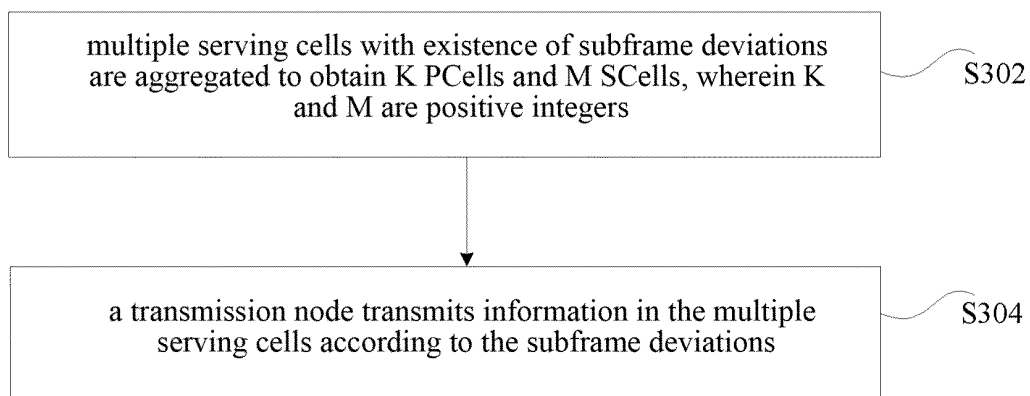 multiple serving cells with existence of subframe deviations
are aggregated to obtain K PCells and M SCells, wherein K
and M are positive integers
S302
a transmission node transmits information in the multiple
serving cells according to the subframe deviations
S304